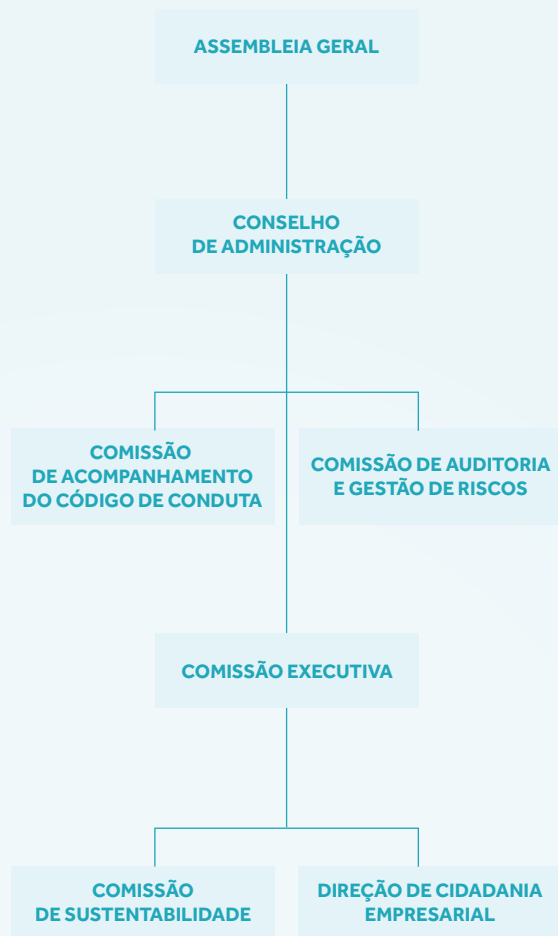 ASSEMBLEIA GERAL
CONSELHO
DE ADMINISTRAÇÃO
COMISSÃO
DE ACOMPANHAMENTO
DO CÓDIGO DE CONDUTA
COMISSÃO DE AUDITORIA
E GESTÃO DE RISCOS
COMISSÃO EXECUTIVA
COMISSÃO
DE SUSTENTABILIDADE
DIREÇÃO DE CIDADANIA
EMPRESARIAL